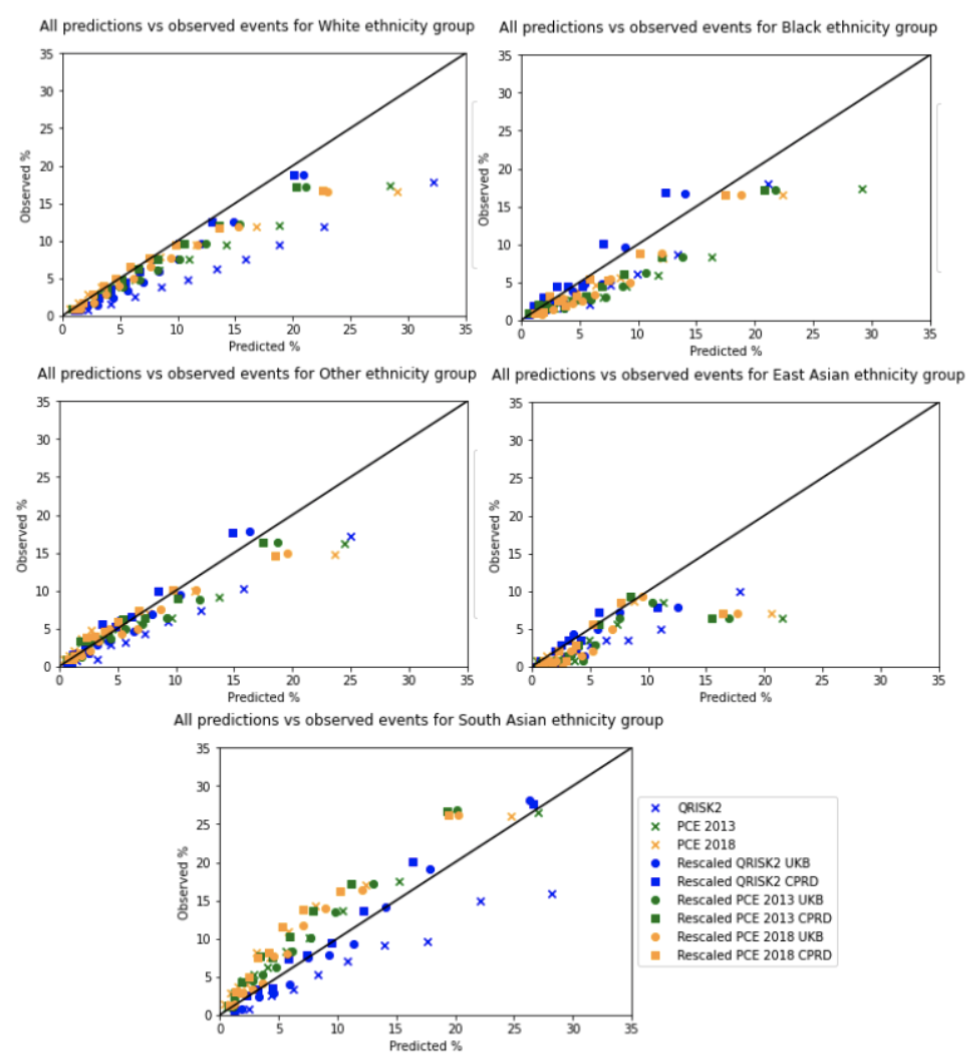 All predictions vs observed events for White ethnicity group
35
30
25
20
15
10
5
0
Observed %
0 5 10 15 20 25 30 35
Predicted %
All predictions vs observed events for Black ethnicity group
35
30
25
20
15
10
5
0
Observed %
0 5 10 15 20 25 30 35
Predicted %
All predictions vs observed events for Other ethnicity group
35
30
25
20
15
10
5
0
Observed %
0 5 10 15 20 25 30 35
Predicted %
All predictions vs observed events for East Asian ethnicity group
35
30
25
20
15
10
5
0
Observed %
0 5 10 15 20 25 30 35
Predicted %
All predictions vs observed events for South Asian ethnicity group
35
30
25
20
15
10
5
0
Observed %
0 5 10 15 20 25 30 35
Predicted %
QRISK2
PCE 2013
PCE 2018
Rescaled QRISK2 UKB
Rescaled QRISK2 CPRD
Rescaled PCE 2013 UKB
Rescaled PCE 2013 CPRD
Rescaled PCE 2018 UKB
Rescaled PCE 2018 CPRD